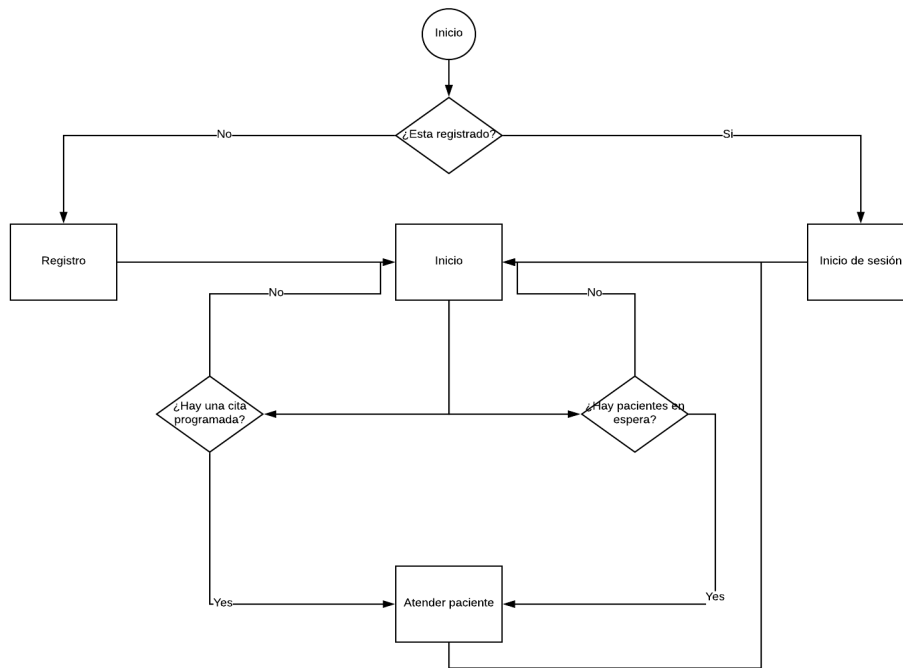 Inicio
¿Esta registrado?
No
Si
Registro
Inicio
Inicio de sesión
No
No
¿Hay una cita
programada?
¿Hay pacientes en
espera?
Yes
Atender paciente
Yes